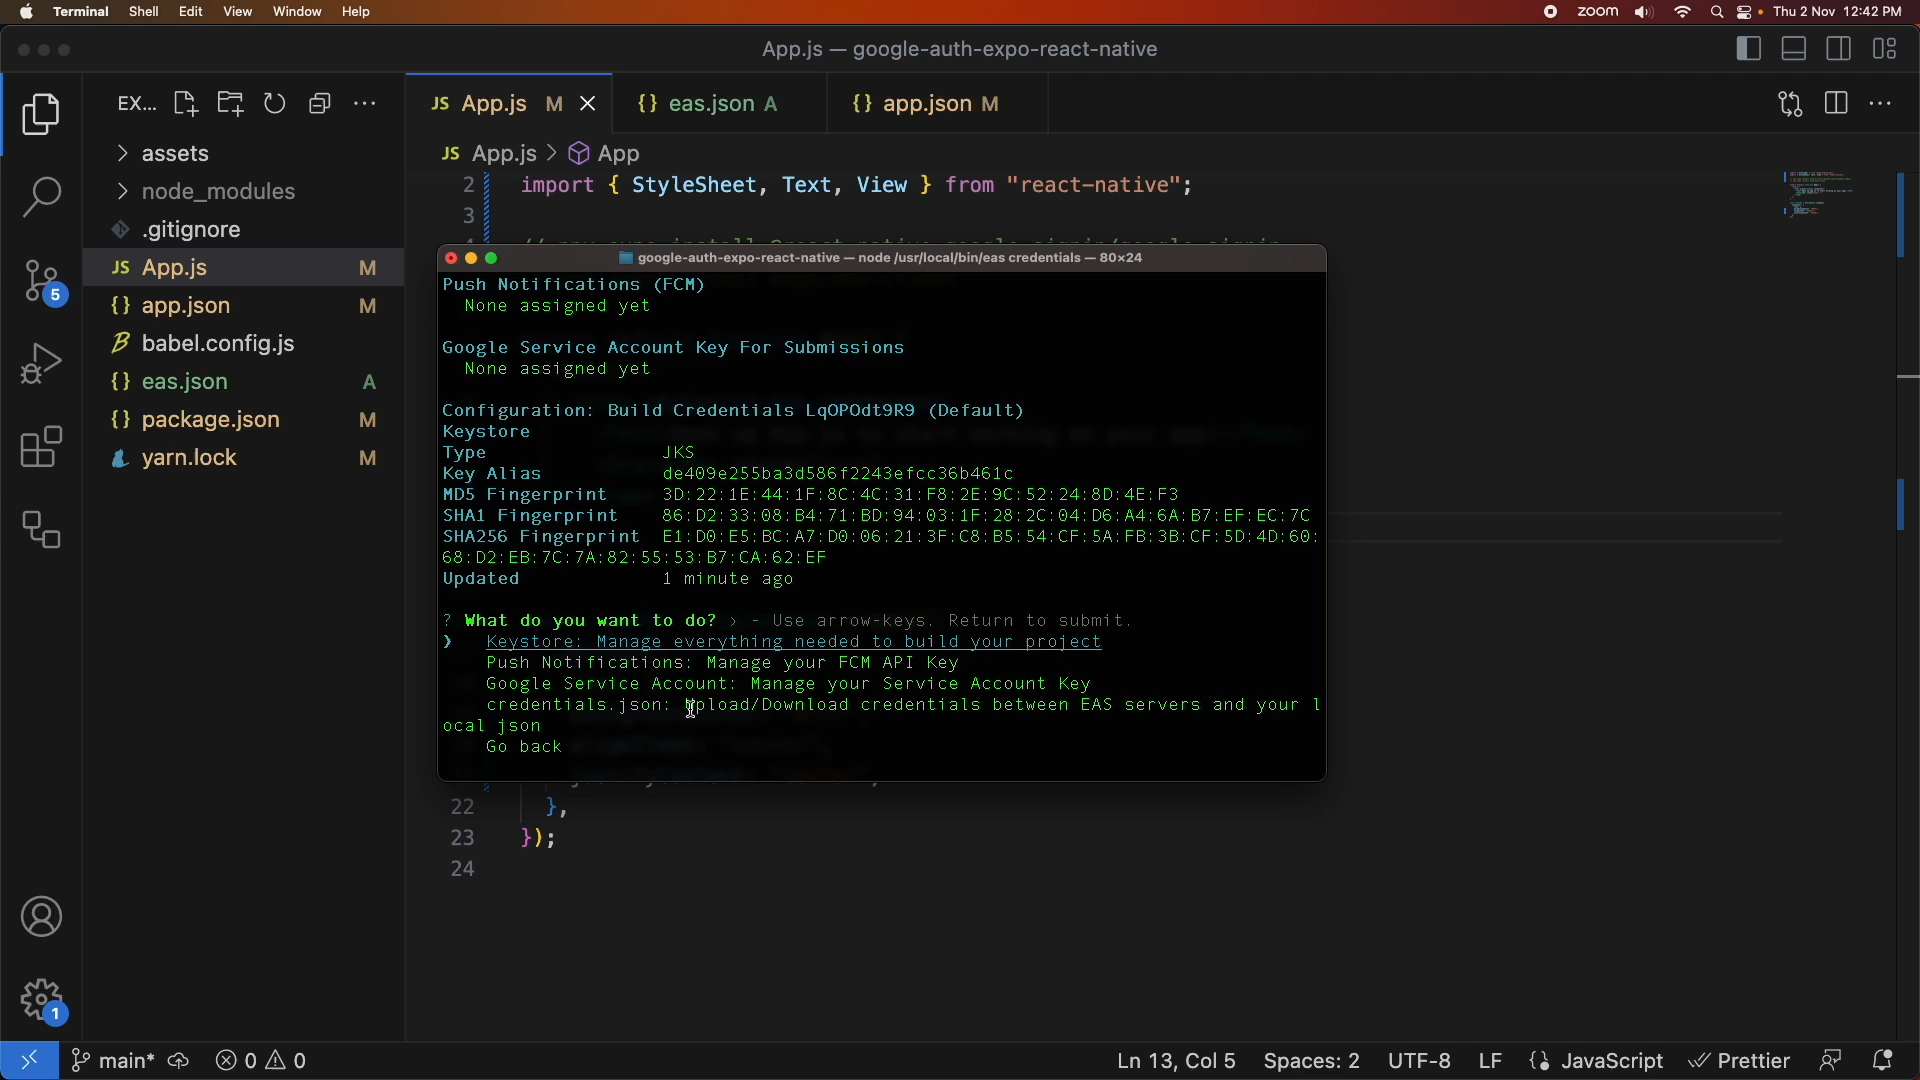 Terminal Shell Edit View Window Help zoom Thu 2 Nov 12:42 PM
App.js — google-auth-expo-react-native
EX...
JS App.js M
{} eas.json A
{} app.json M
assets
node_modules
.gitignore
JS App.js M
{} app.json M
babel.config.js
{} eas.json A
{} package.json M
yarn.lock M
5
1
JS App.js > App
2 import { StyleSheet, Text, View } from "react-native";
3
google-auth-expo-react-native — node /usr/local/bin/eas credentials — 80×24
Push Notifications (FCM)
None assigned yet
Google Service Account Key For Submissions
None assigned yet
Configuration: Build Credentials LqOPOdt9R9 (Default)
Keystore
Type JKS
Key Alias de409e255ba3d586f2243efcc36b461c
MD5 Fingerprint 3D:22:1E:44:1F:8C:4C:31:F8:2E:9C:52:24:8D:4E:F3
SHA1 Fingerprint 86:D2:33:08:B4:71:BD:94:03:1F:28:2C:04:D6:A4:6A:B7:EF:EC:7C
SHA256 Fingerprint E1:D0:E5:BC:A7:D0:06:21:3F:C8:B5:54:CF:5A:FB:3B:CF:5D:4D:60:
68:D2:EB:7C:7A:82:55:53:B7:CA:62:EF
Updated 1 minute ago
? What do you want to do? › - Use arrow-keys. Return to submit.
❯ Keystore: Manage everything needed to build your project
Push Notifications: Manage your FCM API Key
Google Service Account: Manage your Service Account Key
credentials.json: Upload/Download credentials between EAS servers and your l
ocal json
Go back
22 },
23 });
24
main* 0 0 Ln 13, Col 5 Spaces: 2 UTF-8 LF JavaScript Prettier